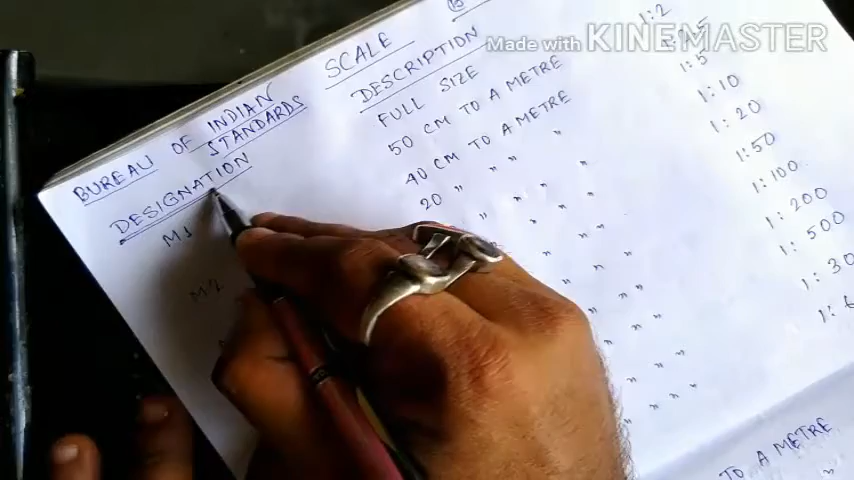 Made with KINEMASTER
BUREAU OF INDIAN STANDARDS
SCALE
DESIGNATION
DESCRIPTION
M1
FULL SIZE
50 CM TO A METRE
1:2
M2
40 CM TO A METRE
20 " " "
1:5
1:10
1:20
1:50
1:100
1:200
1:500
TO A METRE